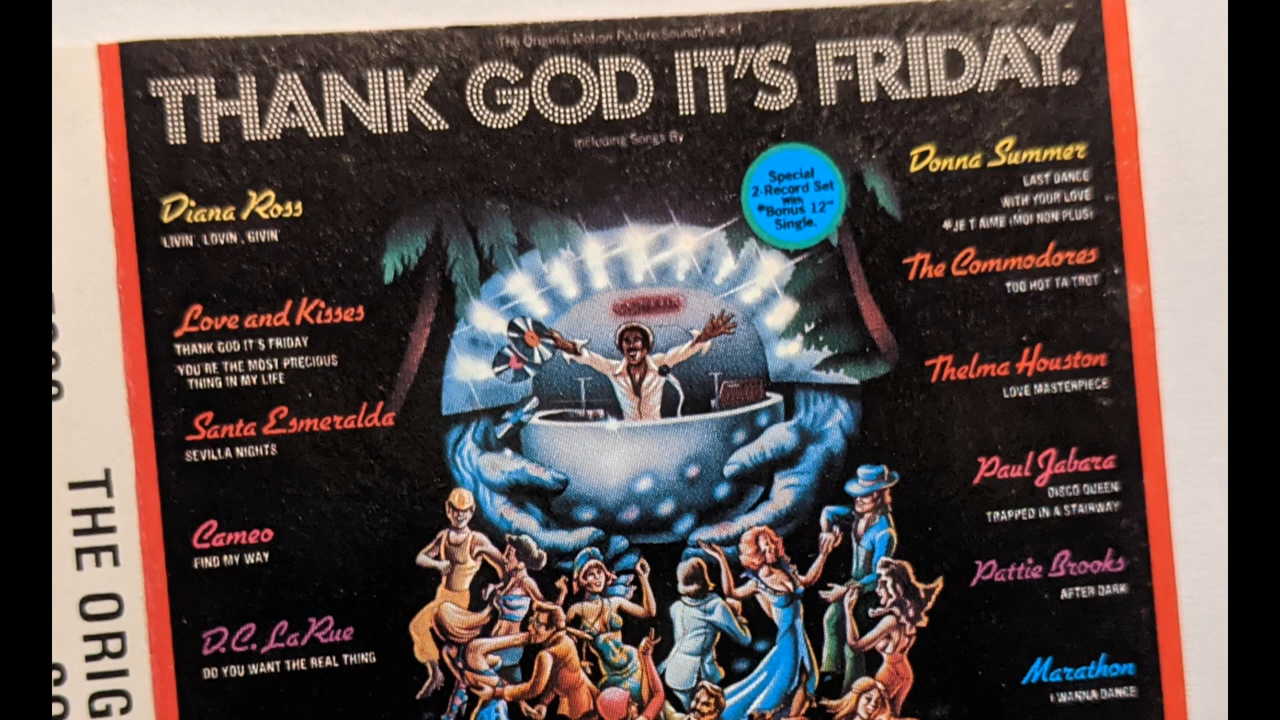 The Original Motion Picture Soundtrack of
THANK GOD IT'S FRIDAY.
Including Songs By
Diana Ross
LIVIN', LOVIN', GIVIN'
Love and Kisses
THANK GOD IT'S FRIDAY
YOU'RE THE MOST PRECIOUS
THING IN MY LIFE
Santa Esmeralda
SEVILLA NIGHTS
Cameo
FIND MY WAY
D.C. LaRue
DO YOU WANT THE REAL THING
Special
2-Record Set
With
*Bonus 12"
Single.
Donna Summer
LAST DANCE
WITH YOUR LOVE
*JE T'AIME (MOI NON PLUS)
The Commodores
TOO HOT TA TROT
Thelma Houston
LOVE MASTERPIECE
Paul Jabara
DISCO QUEEN
TRAPPED IN A STAIRWAY
Pattie Brooks
AFTER DARK
Marathon
I WANNA DANCE
THE ORIG